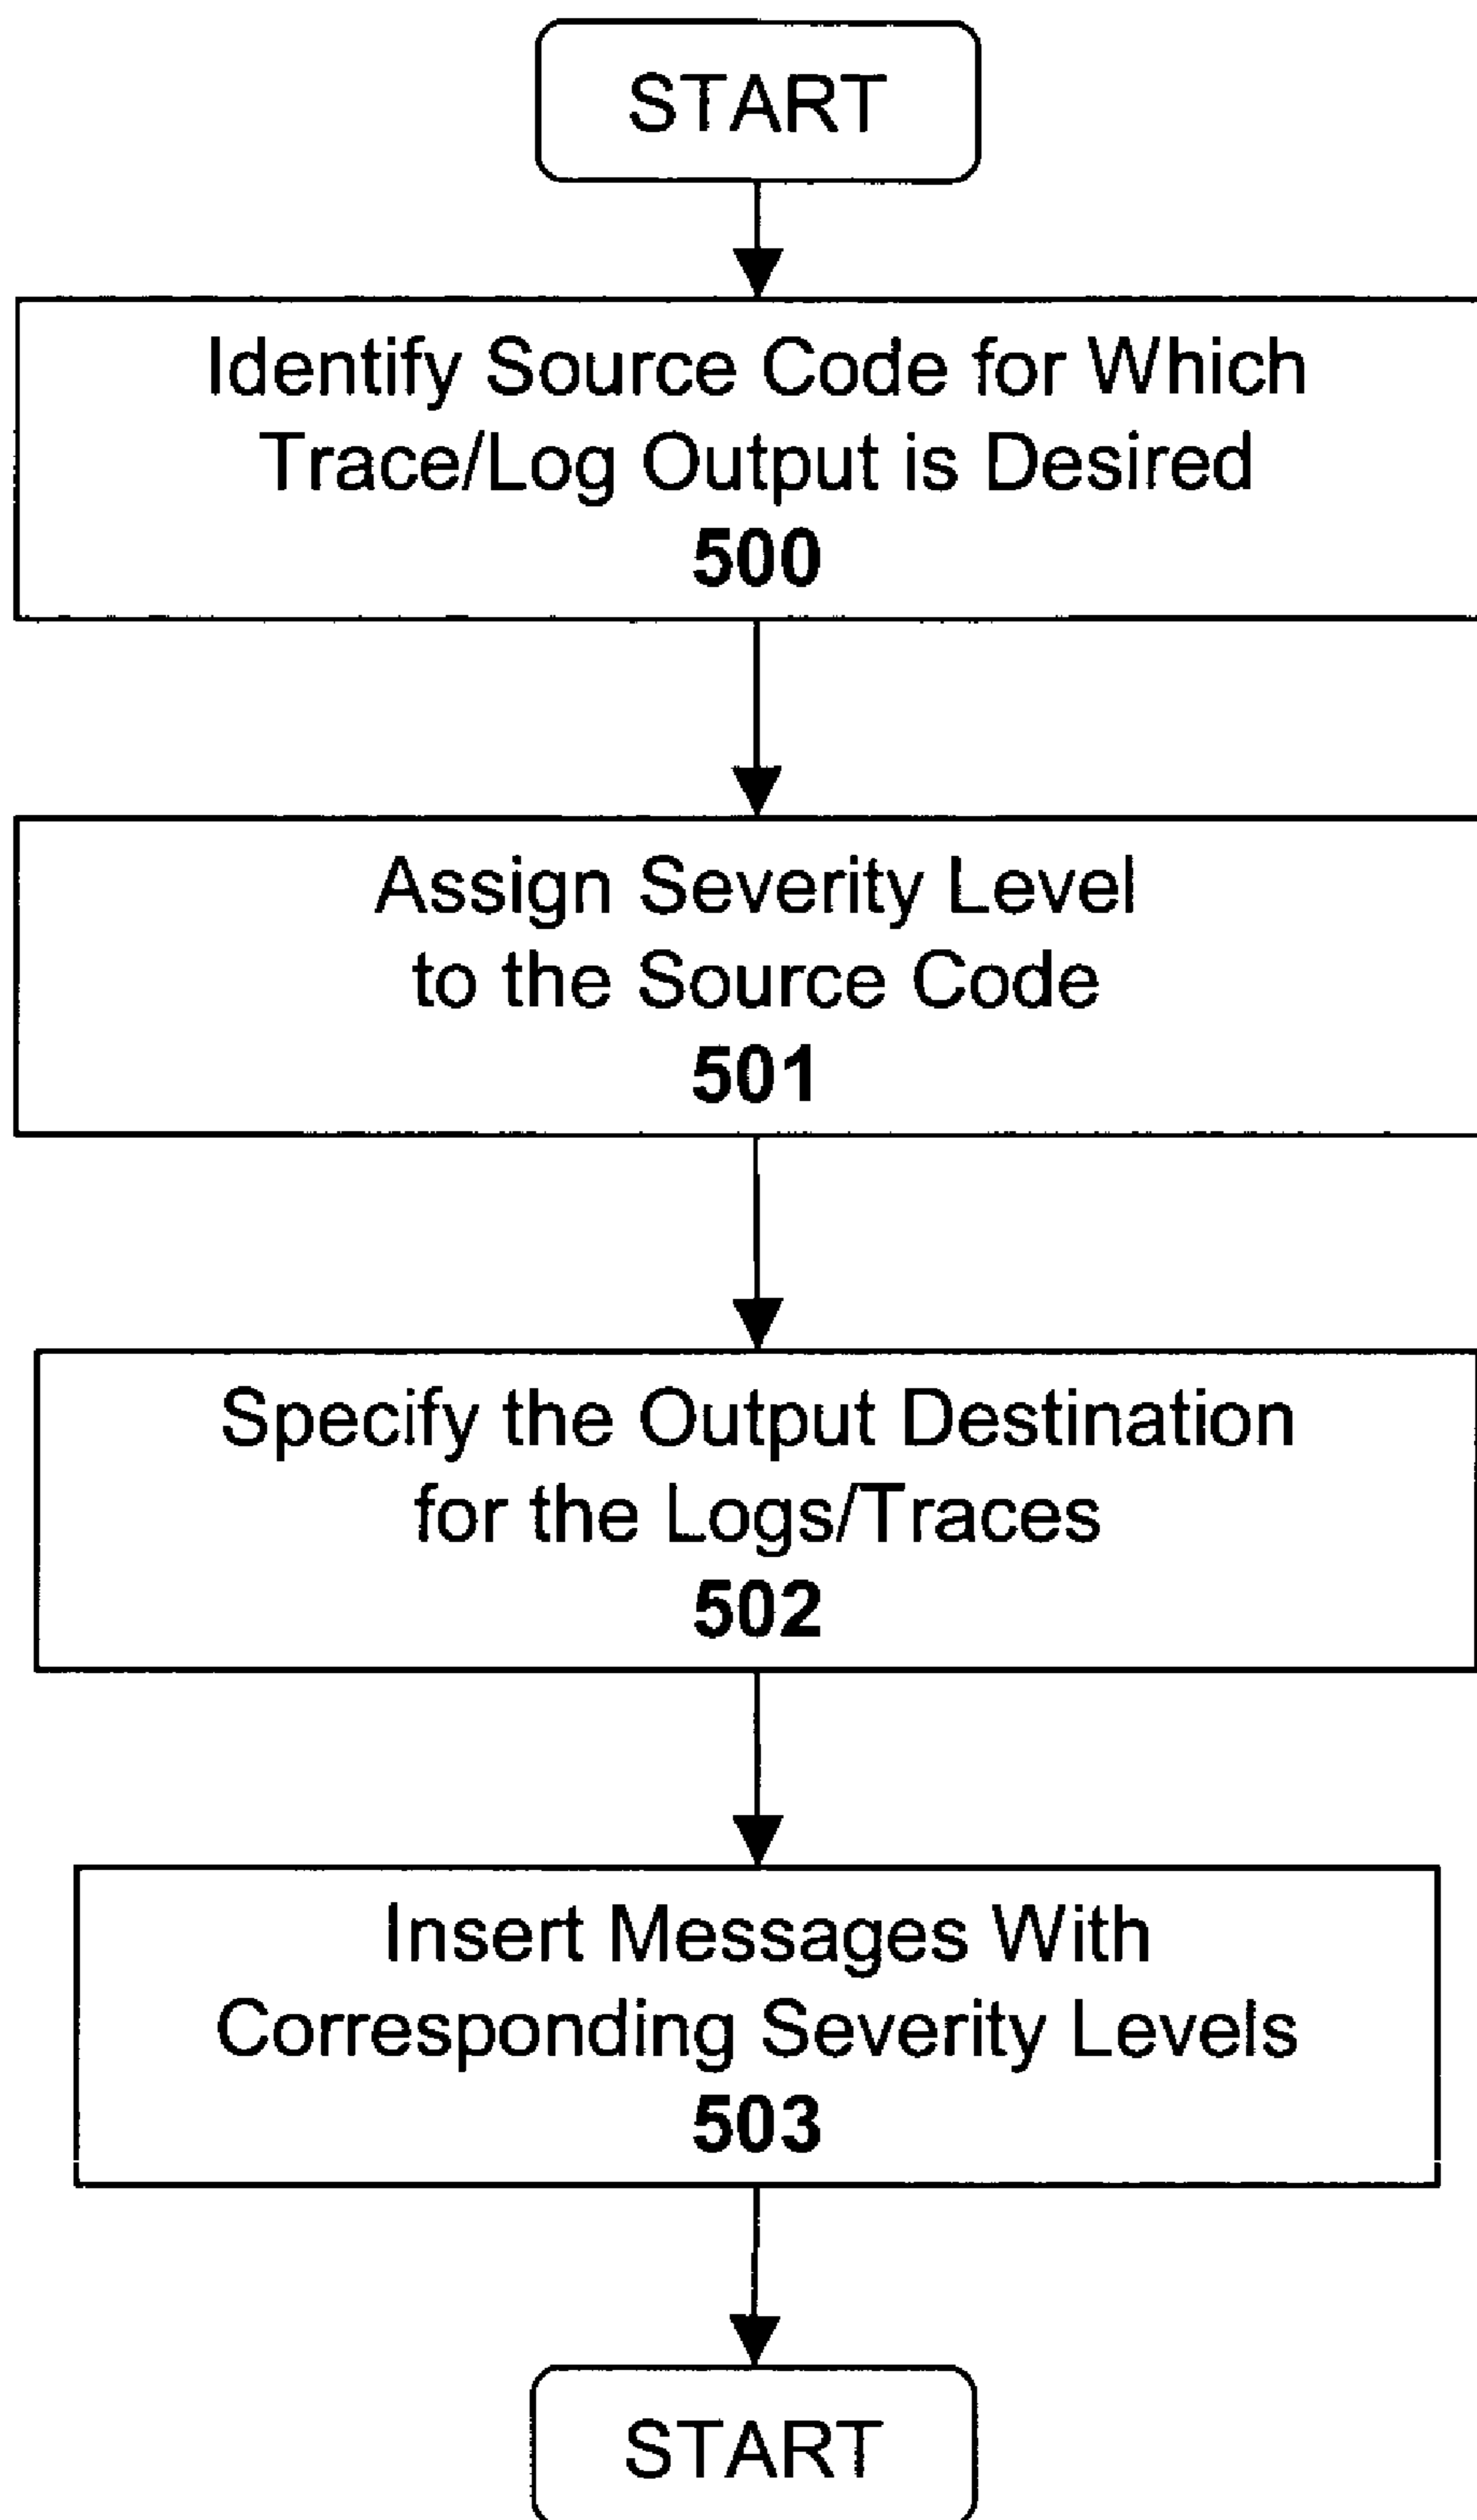 START
Identify Source Code for Which
Trace/Log Output is Desired
500
Assign Severity Level
to the Source Code
501
Specify the Output Destination
for the Logs/Traces
502
Insert Messages With
Corresponding Severity Levels
503
START